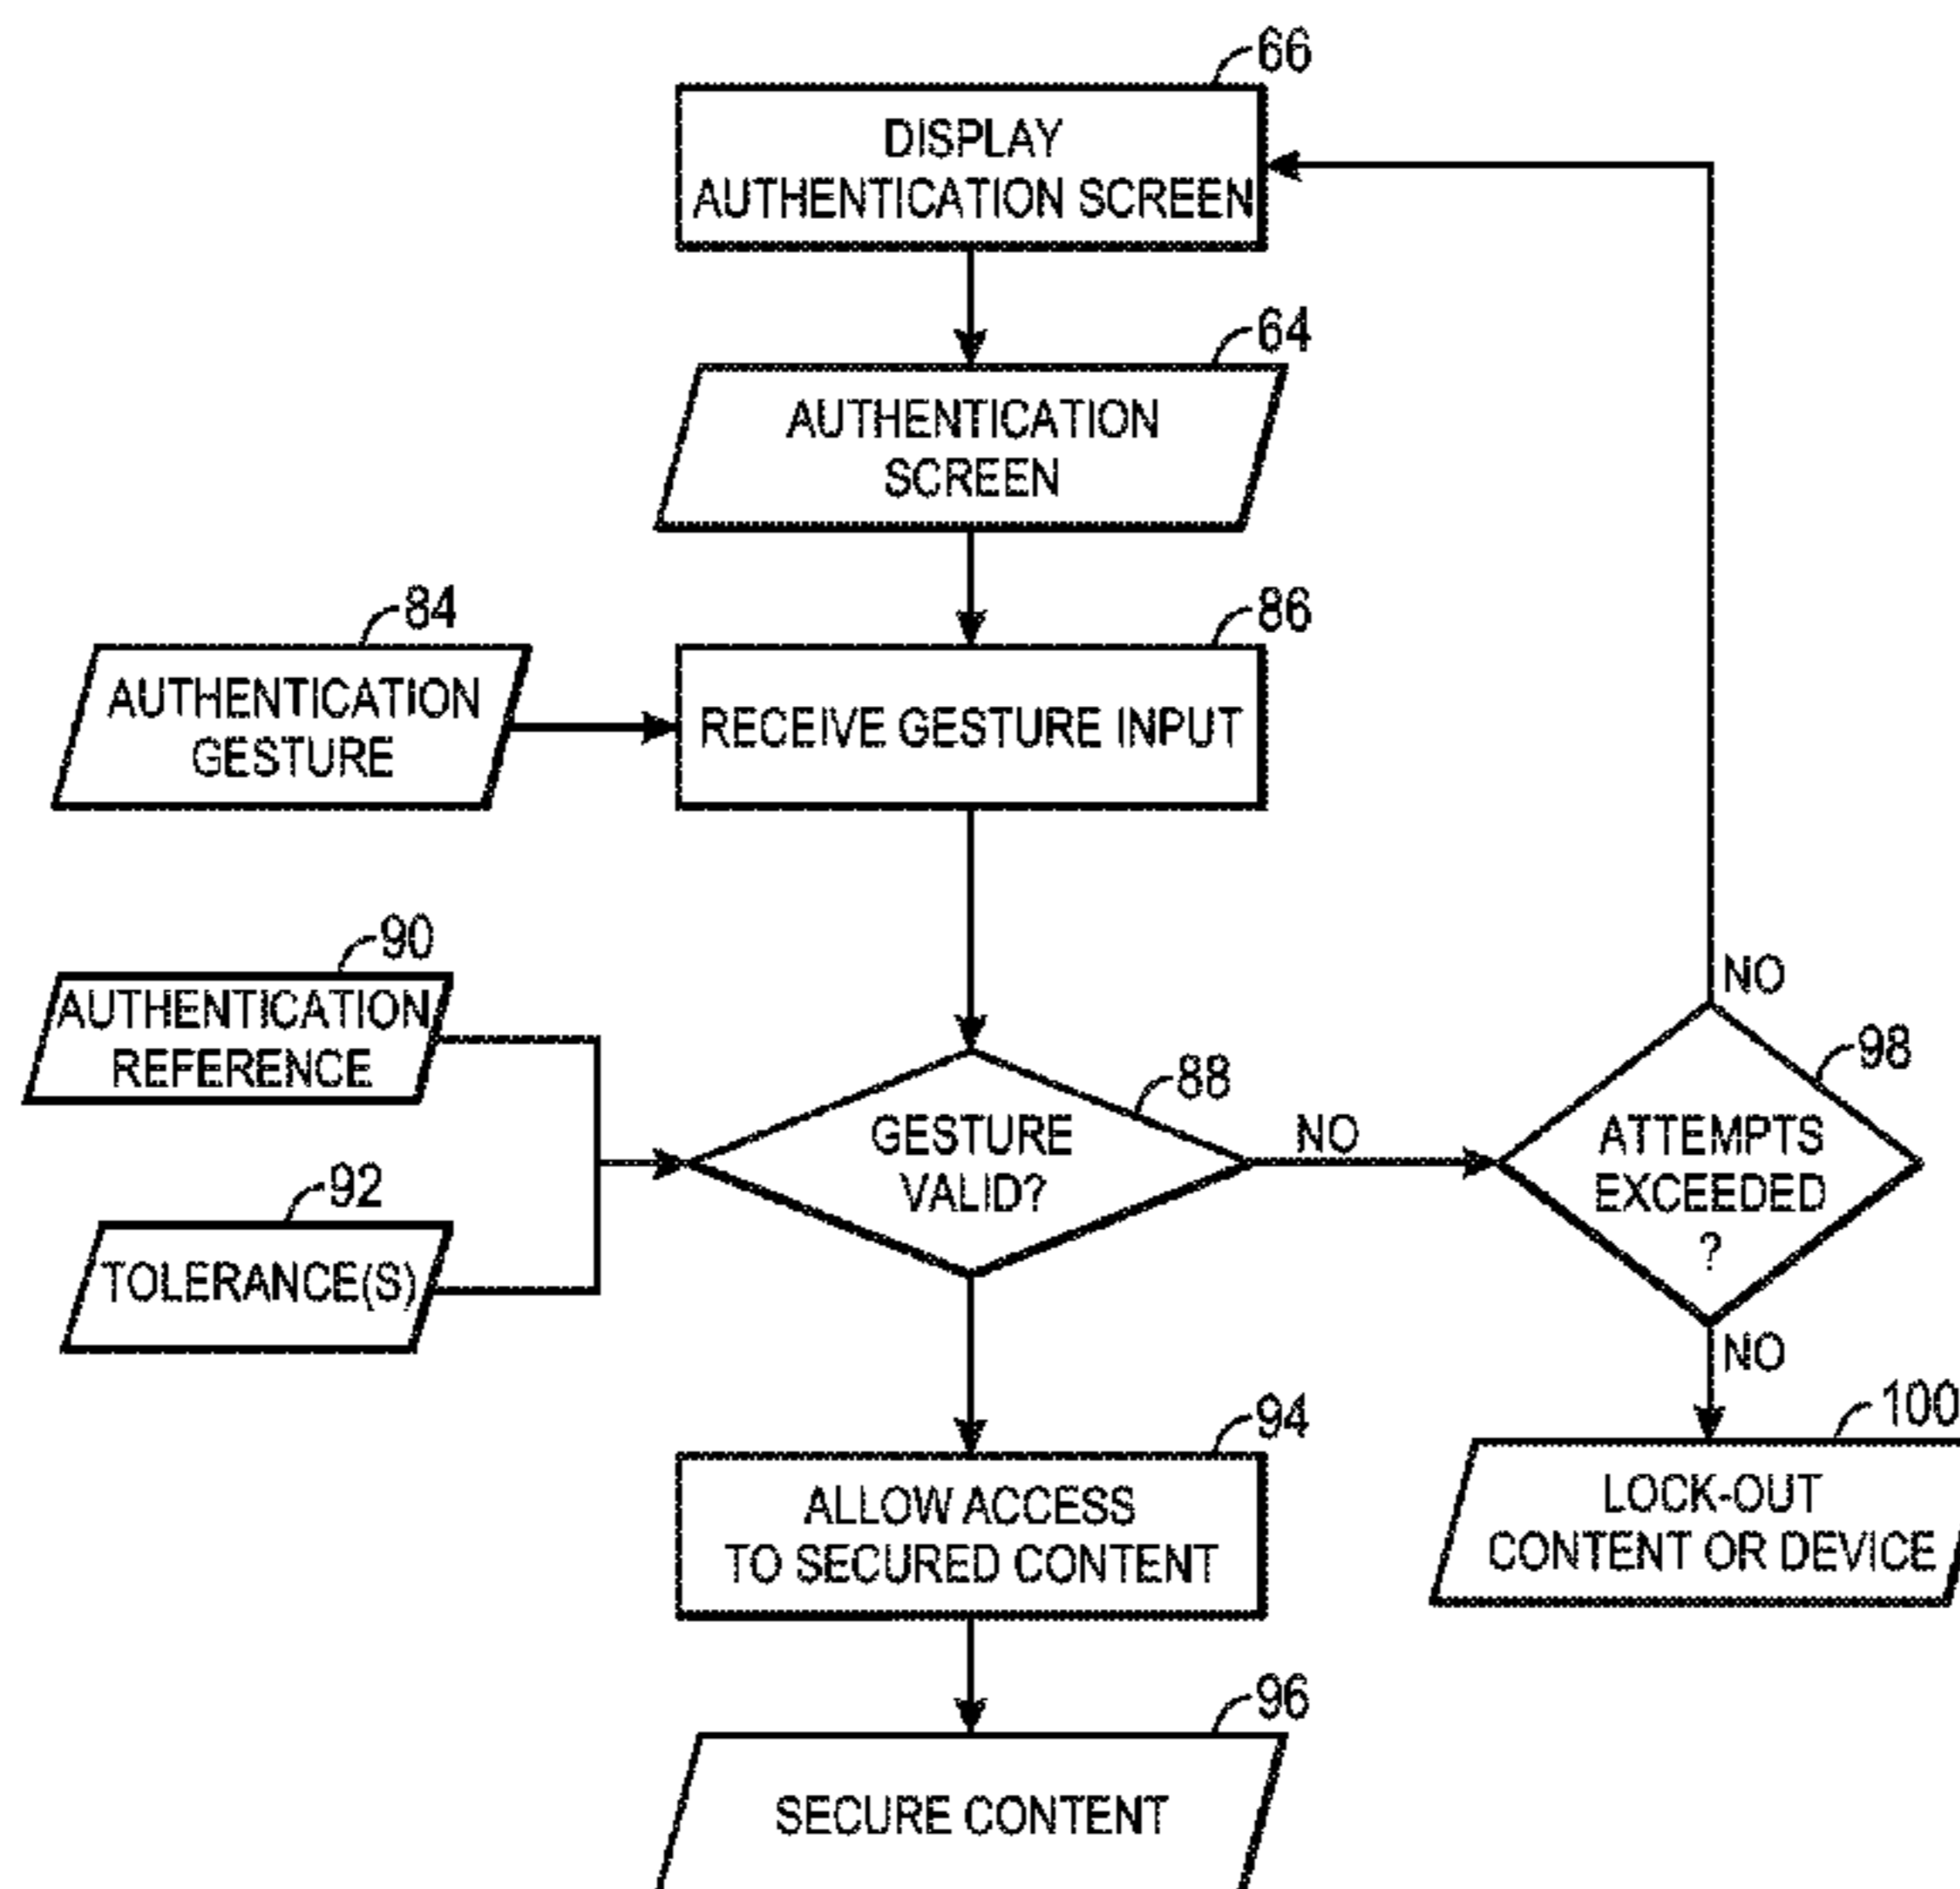 66
DISPLAY
AUTHENTICATION SCREEN
64
AUTHENTICATION
SCREEN
84
AUTHENTICATION
GESTURE
86
RECEIVE GESTURE INPUT
90
AUTHENTICATION
REFERENCE
92
TOLERANCE(S)
88
GESTURE
VALID?
NO
NO
98
ATTEMPTS
EXCEEDED
?
NO
100
LOCK-OUT
CONTENT OR DEVICE
94
ALLOW ACCESS
TO SECURED CONTENT
96
SECURE CONTENT